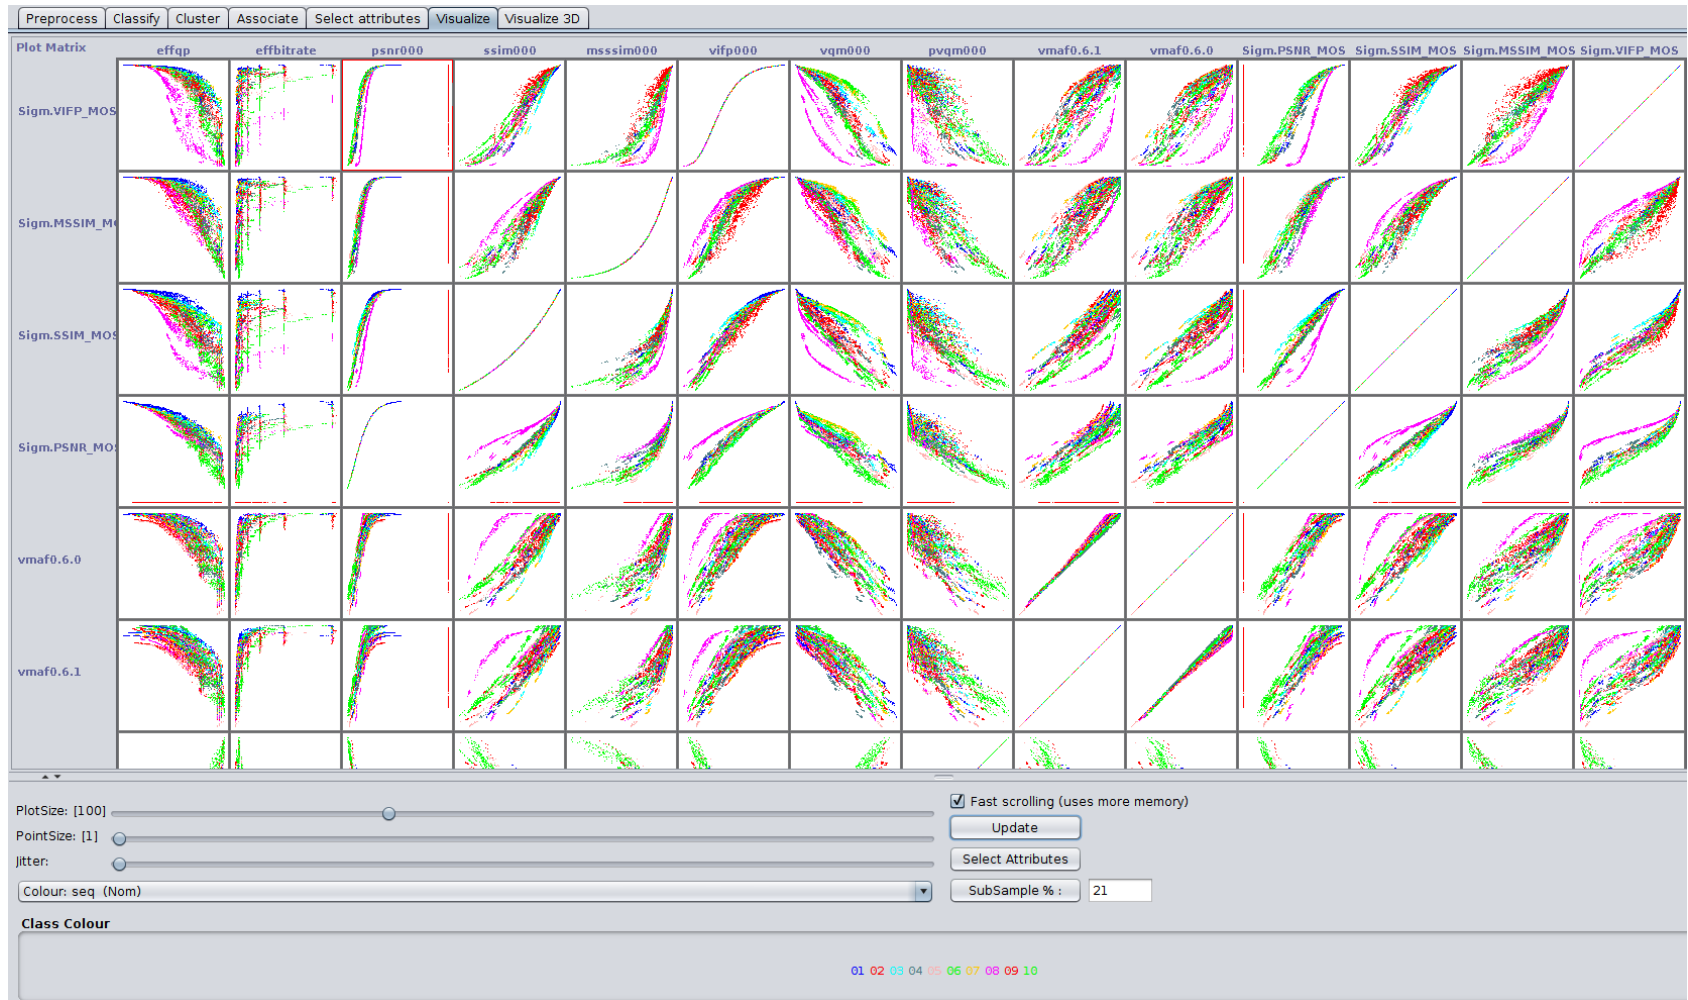 Preprocess Classify Cluster Associate Select attributes Visualize Visualize 3D
Plot Matrix effqp effbitrate psnr000 ssim000 msssim000 vifp000 vqm000 pvqm000 vmaf0.6.1 vmaf0.6.0 Sigm.PSNR_MOS Sigm.SSIM_MOS Sigm.MSSIM_MOS Sigm.VIFP_MOS
Sigm.VIFP_MOS
Sigm.MSSIM_M
Sigm.SSIM_MOS
Sigm.PSNR_MO
vmaf0.6.0
vmaf0.6.1
PlotSize: [100]
Fast scrolling (uses more memory)
Update
PointSize: [1]
Jitter:
Select Attributes
Colour: seq (Nom)
SubSample % : 21
Class Colour
01 02 03 04 05 06 07 08 09 10